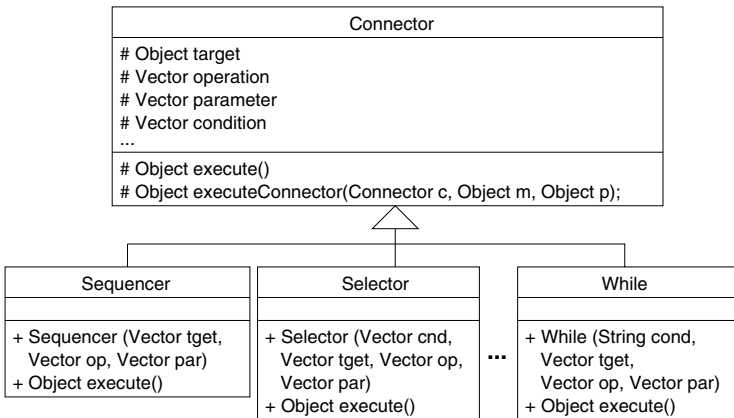 Connector
# Object target
# Vector operation
# Vector parameter
# Vector condition
...
# Object execute()
# Object executeConnector(Connector c, Object m, Object p);
Sequencer
+ Sequencer (Vector tget,
Vector op, Vector par)
+ Object execute()
Selector
+ Selector (Vector cnd,
Vector tget, Vector op,
Vector par)
+ Object execute()
...
While
+ While (String cond,
Vector tget,
Vector op, Vector par)
+ Object execute()